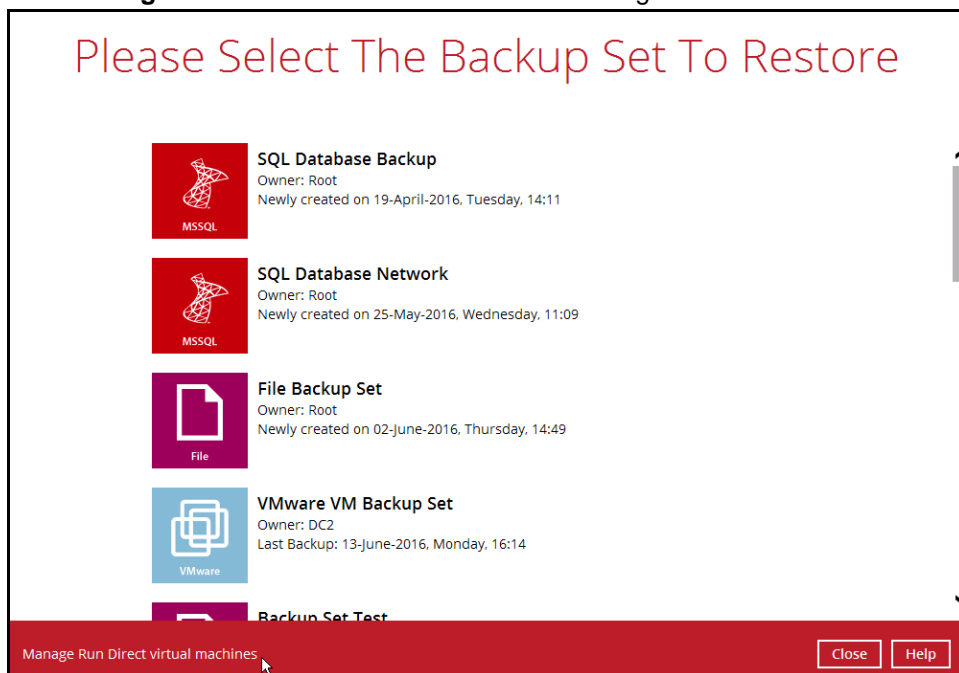 Please Select The Backup Set To Restore
SQL Database Backup
Owner: Root
Newly created on 19-April-2016, Tuesday, 14:11
MSSQL
SQL Database Network
Owner: Root
Newly created on 25-May-2016, Wednesday, 11:09
MSSQL
File Backup Set
Owner: Root
Newly created on 02-June-2016, Thursday, 14:49
File
VMware VM Backup Set
Owner: DC2
Last Backup: 13-June-2016, Monday, 16:14
VMware
Backup Set Test
Manage Run Direct virtual machines
Close
Help